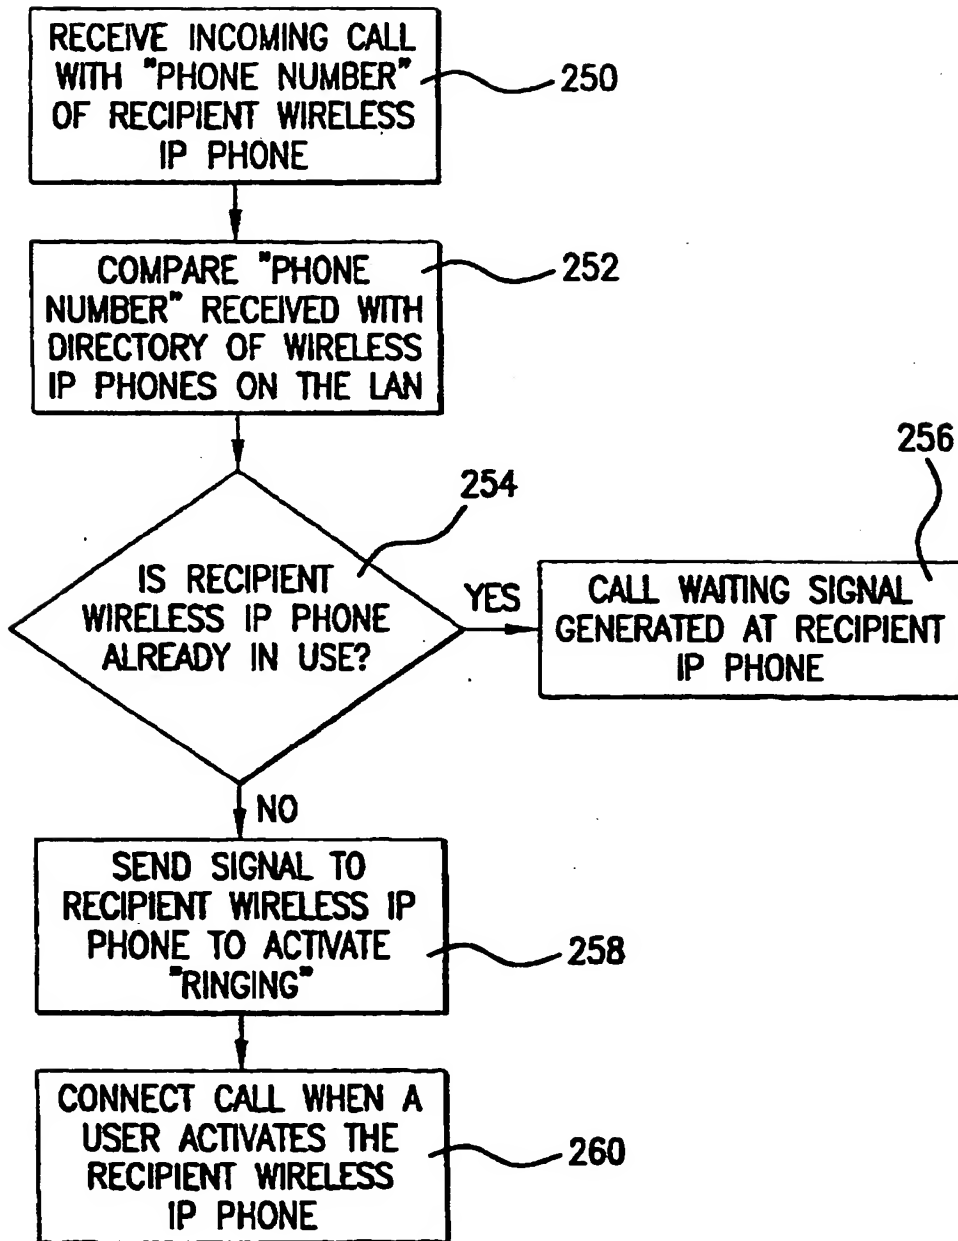 RECEIVE INCOMING CALL
WITH "PHONE NUMBER"
OF RECIPIENT WIRELESS
IP PHONE
250
COMPARE "PHONE
NUMBER" RECEIVED WITH
DIRECTORY OF WIRELESS
IP PHONES ON THE LAN
252
254
IS RECIPIENT
WIRELESS IP PHONE
ALREADY IN USE?
YES
256
CALL WAITING SIGNAL
GENERATED AT RECIPIENT
IP PHONE
NO
SEND SIGNAL TO
RECIPIENT WIRELESS IP
PHONE TO ACTIVATE
"RINGING"
258
CONNECT CALL WHEN A
USER ACTIVATES THE
RECIPIENT WIRELESS
IP PHONE
260